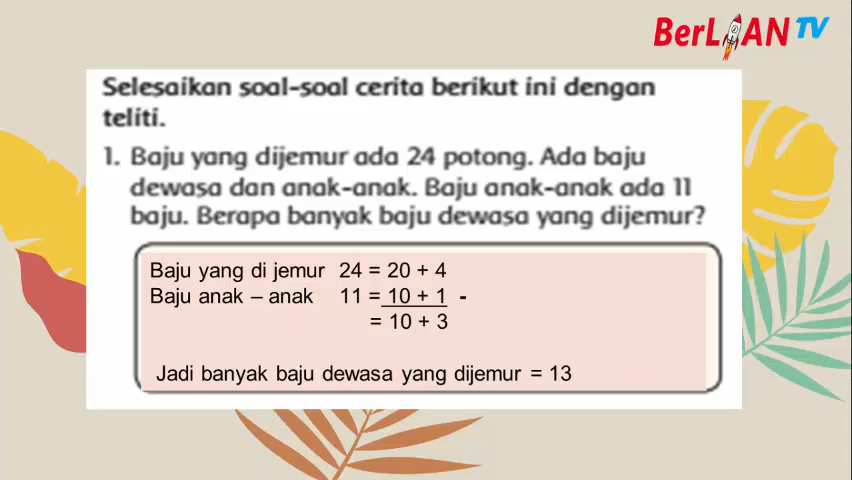 BerLIAN TV
Selesaikan soal-soal cerita berikut ini dengan
teliti.
1. Baju yang dijemur ada 24 potong. Ada baju
dewasa dan anak-anak. Baju anak-anak ada 11
baju. Berapa banyak baju dewasa yang dijemur?
Baju yang di jemur 24 = 20 + 4
Baju anak – anak 11 = 10 + 1 -
= 10 + 3
Jadi banyak baju dewasa yang dijemur = 13